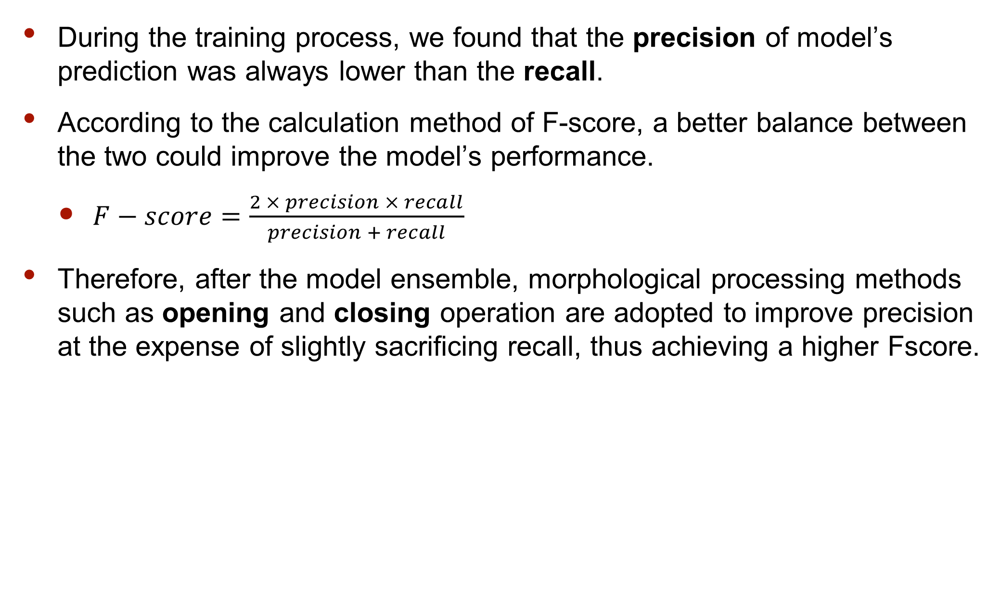 • During the training process, we found that the precision of model’s
prediction was always lower than the recall.
• According to the calculation method of F-score, a better balance between
the two could improve the model’s performance.
• F − score = (2 × precision × recall) / (precision + recall)
• Therefore, after the model ensemble, morphological processing methods
such as opening and closing operation are adopted to improve precision
at the expense of slightly sacrificing recall, thus achieving a higher Fscore.